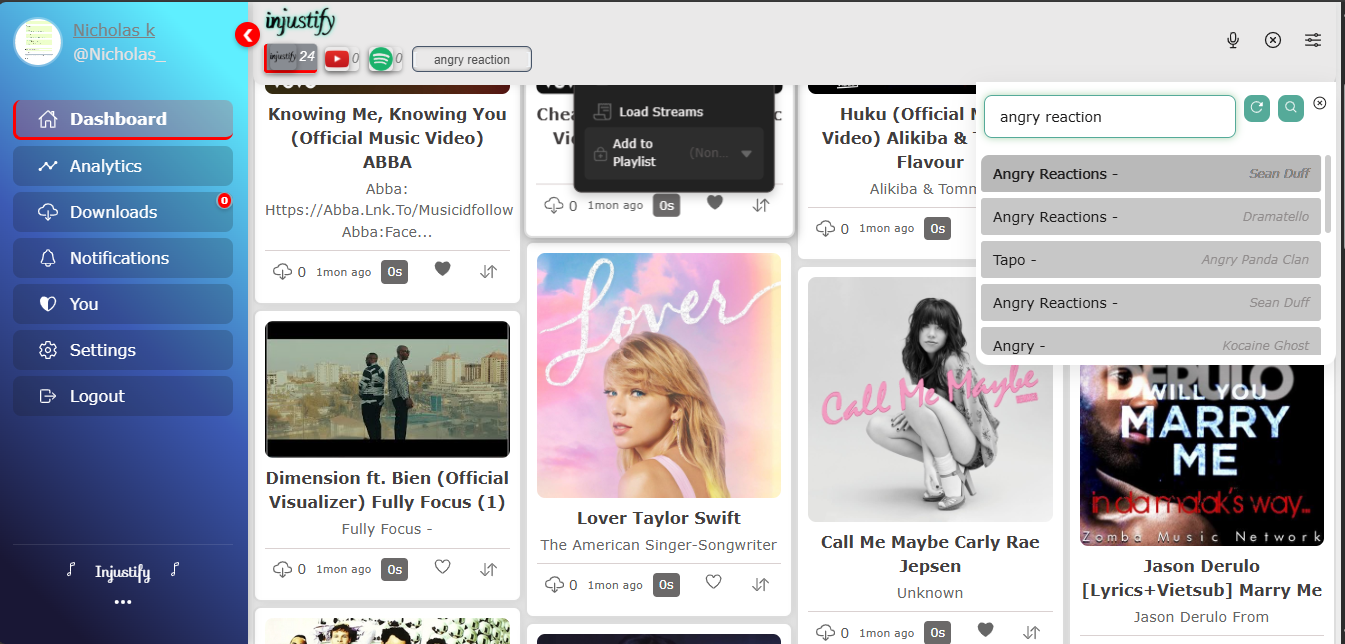 Nicholas k
@Nicholas_
Dashboard
Analytics
Downloads
0
Notifications
You
Settings
Logout
Injustify
...
injustify
injustify 24
0
0
angry reaction
Knowing Me, Knowing You
(Official Music Video)
ABBA
Abba:
Https://Abba.Lnk.To/Musicidfollow
Abba:Face...
0 1mon ago 0s
Dimension ft. Bien (Official
Visualizer) Fully Focus (1)
Fully Focus -
0 1mon ago 0s
Chea
c
Vi
Load Streams
Add to
Playlist
(Non...
0 1mon ago 0s
Lover
Lover Taylor Swift
The American Singer-Songwriter
0 1mon ago 0s
Huku (Official M
Video) Alikiba & T
Flavour
Alikiba & Tomm
0 1mon ago 0s
Call Me Maybe
Call Me Maybe Carly Rae
Jepsen
Unknown
0 1mon ago 0s
angry reaction
Angry Reactions - Sean Duff
Angry Reactions - Dramatello
Tapo - Angry Panda Clan
Angry Reactions - Sean Duff
Angry - Kocaine Ghost
DERULO
WILL YOU
MARRY
ME
in da malak's way...
Zomba Music Network
Jason Derulo
[Lyrics+Vietsub] Marry Me
Jason Derulo From